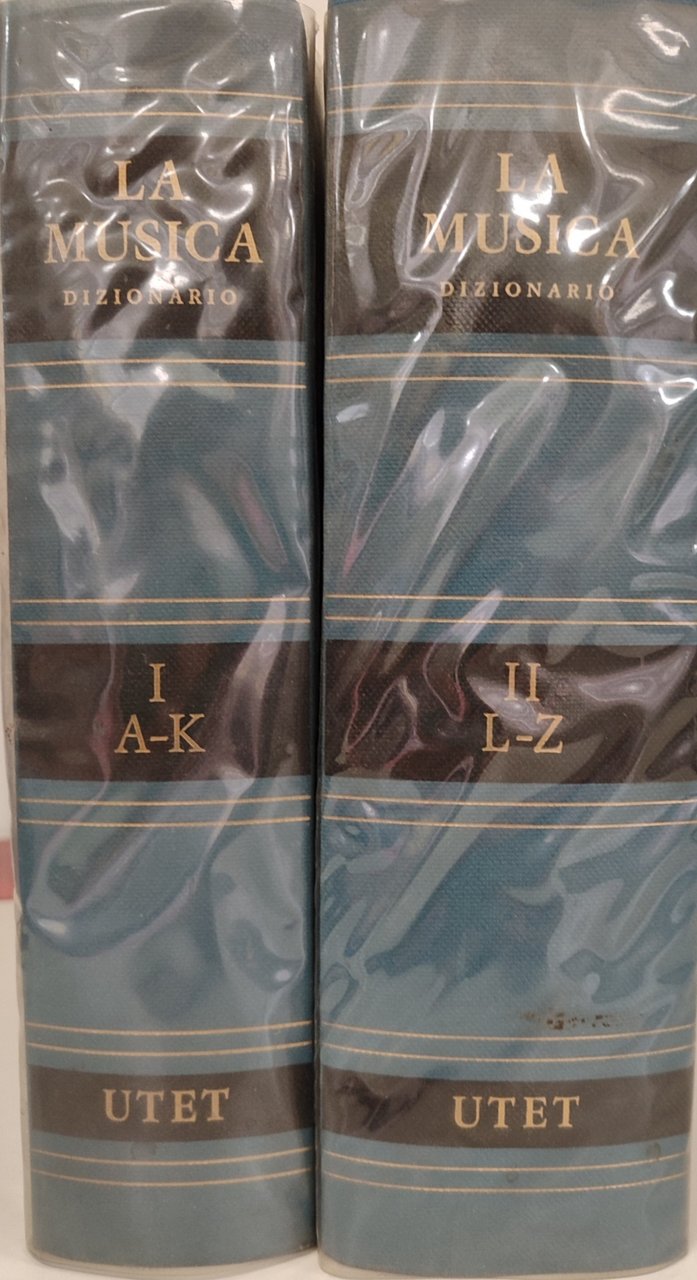 LA
MUSICA
DIZIONARIO
I
A-K
UTET
LA
MUSICA
DIZIONARIO
II
L-Z
UTET